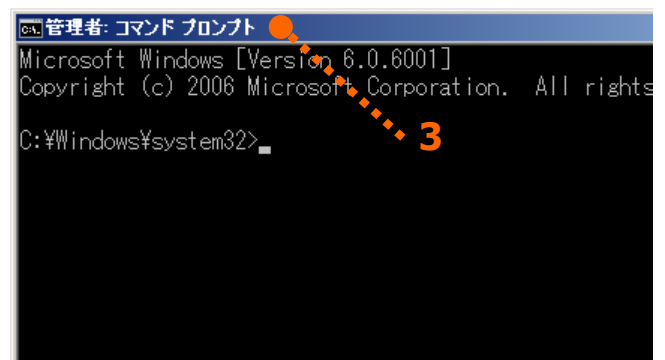 管理者: コマンド プロンプト
Microsoft Windows [Version 6.0.6001]
Copyright (c) 2006 Microsoft Corporation.  All rights
C:¥Windows¥system32>
3